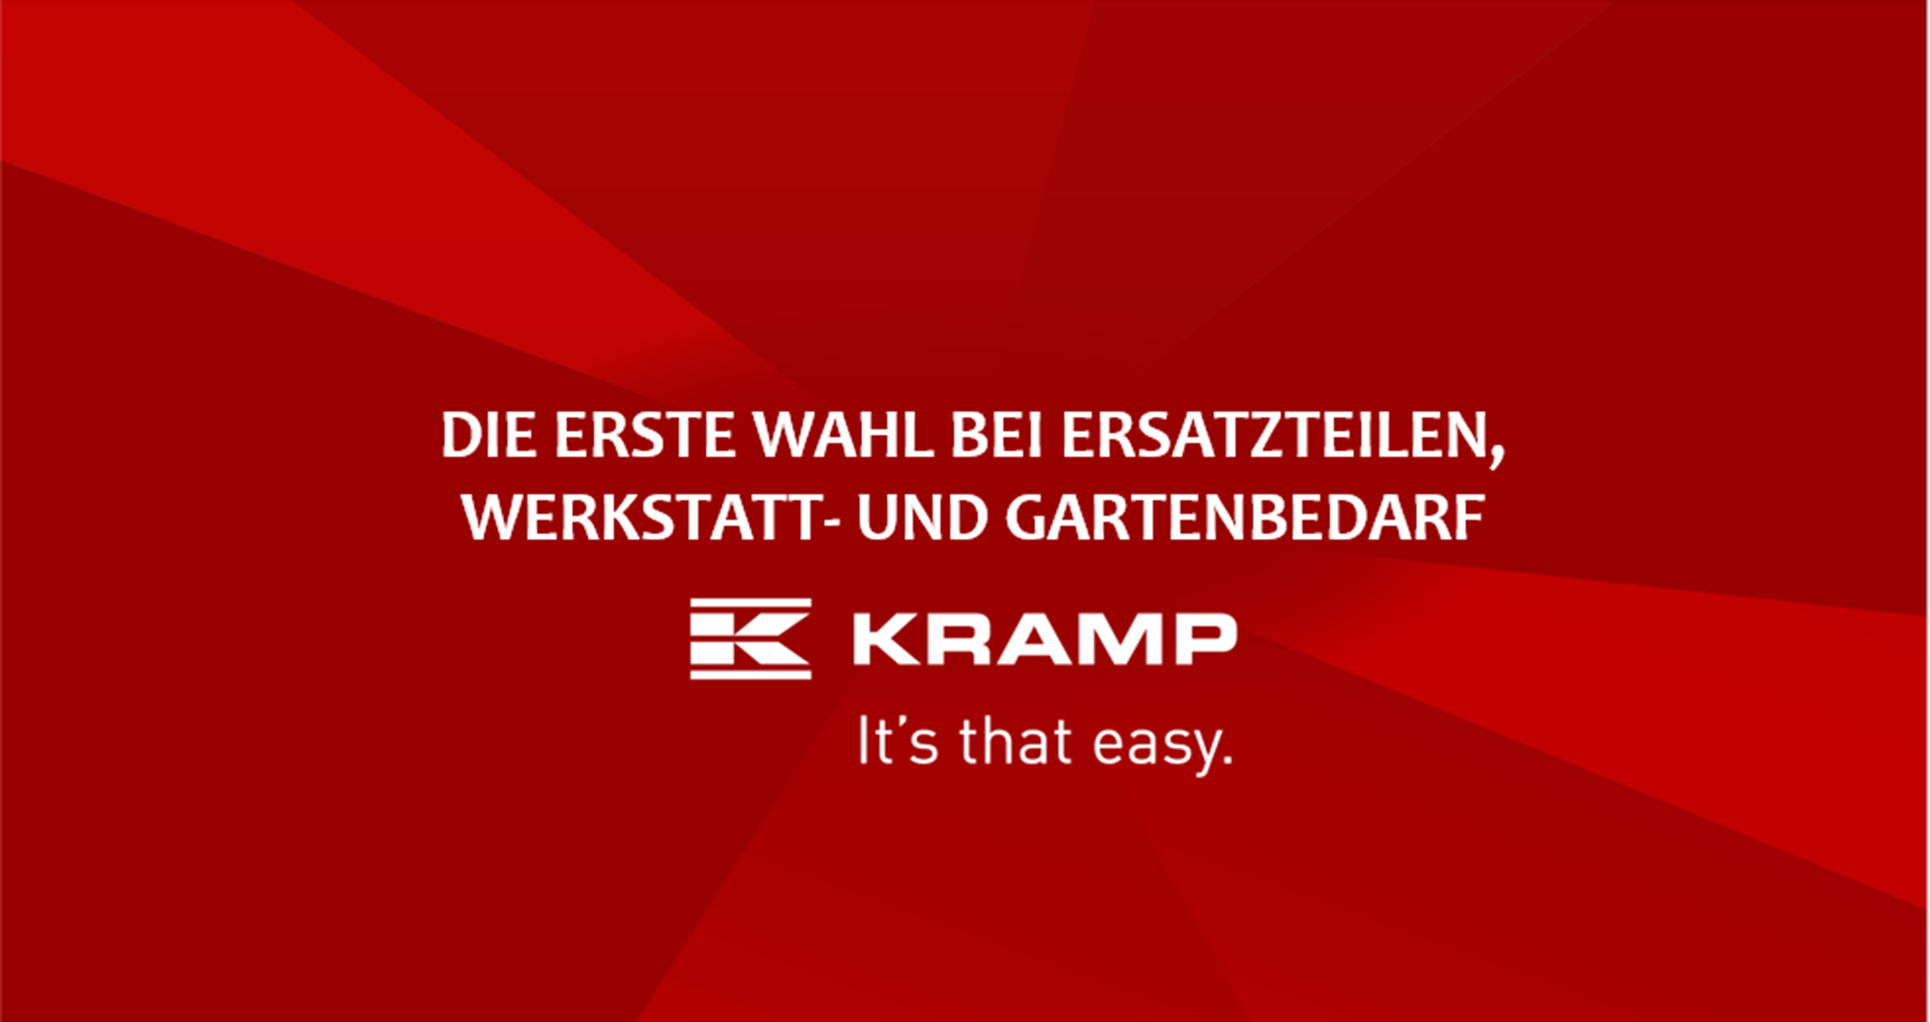 DIE ERSTE WAHL BEI ERSATZTEILEN,
WERKSTATT- UND GARTENBEDARF
KRAMP
It's that easy.